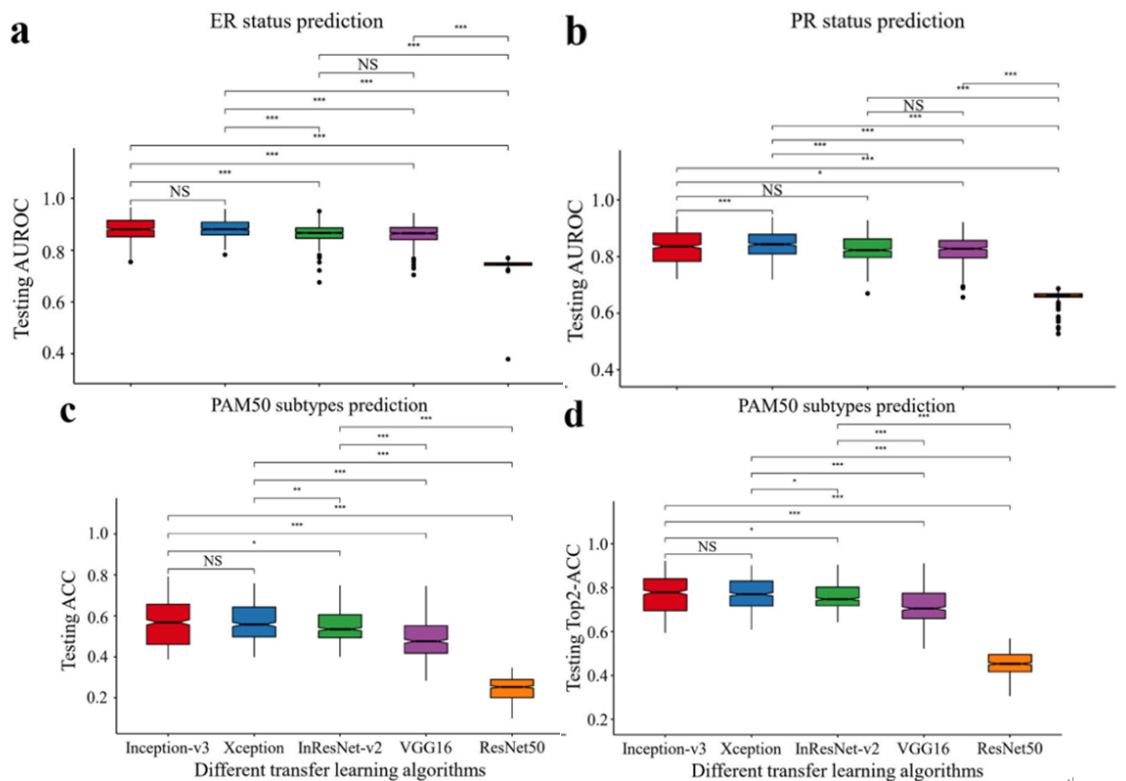 a
ER status prediction
***
***
NS
***
***
***
***
***
***
NS
1.0
0.8
0.6
0.4
Testing AUROC
b
PR status prediction
***
***
NS
***
***
***
***
*
NS
***
1.0
0.8
0.6
0.4
Testing AUROC
c
PAM50 subtypes prediction
***
***
***
***
**
***
***
*
NS
1.0
0.8
0.6
0.4
0.2
Testing ACC
Inception-v3 Xception InResNet-v2 VGG16 ResNet50
Different transfer learning algorithms
d
PAM50 subtypes prediction
***
***
***
***
*
***
***
*
NS
1.0
0.8
0.6
0.4
0.2
Testing Top2-ACC
Inception-v3 Xception InResNet-v2 VGG16 ResNet50
Different transfer learning algorithms